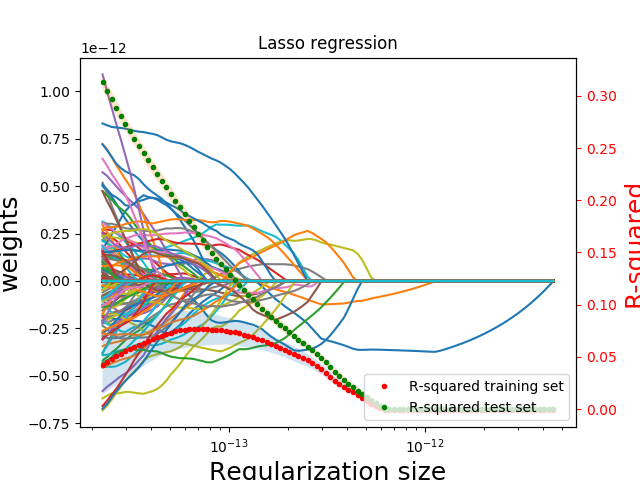 Lasso regression
1e−12
1.00
0.75
0.50
0.25
0.00
−0.25
−0.50
−0.75
weights
0.30
0.25
0.20
0.15
0.10
0.05
0.00
R-squared
R-squared training set
R-squared test set
10−13
10−12
Regularization size